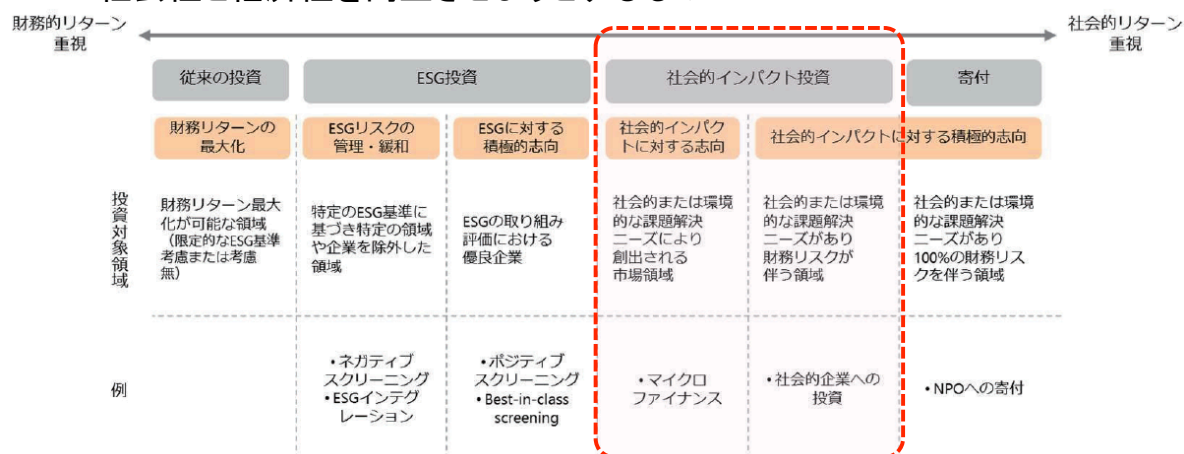 財務的リターン
重視
社会的リターン
重視
従来の投資
ESG投資
社会的インパクト投資
寄付
財務リターンの
最大化
ESGリスクの
管理・緩和
ESGに対する
積極的志向
社会的インパク
トに対する志向
社会的インパクトに対する積極的志向
投資対象領域
財務リターン最大
化が可能な領域
(限定的なESG基準
考慮または考慮
無)
特定のESG基準に
基づき特定の領域
や企業を除外した
領域
ESGの取り組み
評価における
優良企業
社会的または環境
的な課題解決
ニーズにより
創出される
市場領域
社会的または環境
的な課題解決
ニーズがあり
財務リスクが
伴う領域
社会的または環境
的な課題解決
ニーズがあり
100%の財務リス
クを伴う領域
例
•ネガティブ
スクリーニング
•ESGインテグ
レーション
•ポジティブ
スクリーニング
•Best-in-class
screening
•マイクロ
ファイナンス
•社会的企業への
投資
•NPOへの寄付